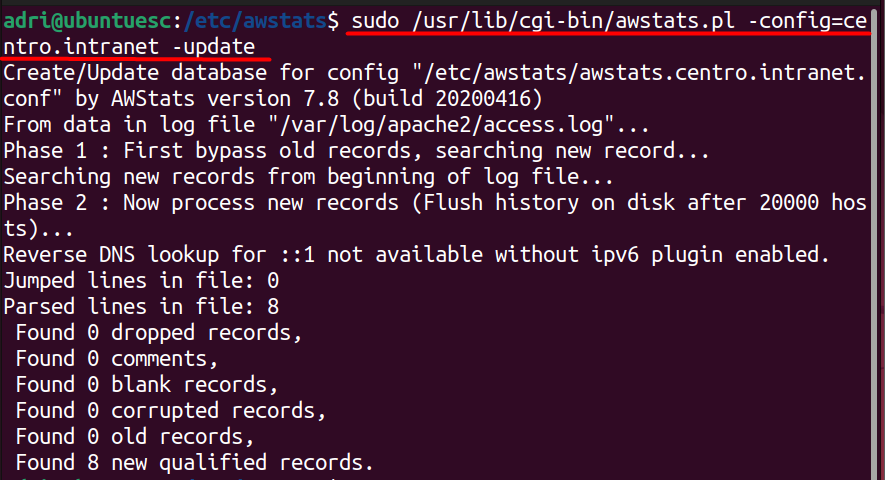 adri@ubuntuesc:/etc/awstats$ sudo /usr/lib/cgi-bin/awstats.pl -config=ce
ntro.intranet -update
Create/Update database for config "/etc/awstats/awstats.centro.intranet.
conf" by AWStats version 7.8 (build 20200416)
From data in log file "/var/log/apache2/access.log"...
Phase 1 : First bypass old records, searching new record...
Searching new records from beginning of log file...
Phase 2 : Now process new records (Flush history on disk after 20000 hos
ts)...
Reverse DNS lookup for ::1 not available without ipv6 plugin enabled.
Jumped lines in file: 0
Parsed lines in file: 8
 Found 0 dropped records,
 Found 0 comments,
 Found 0 blank records,
 Found 0 corrupted records,
 Found 0 old records,
 Found 8 new qualified records.